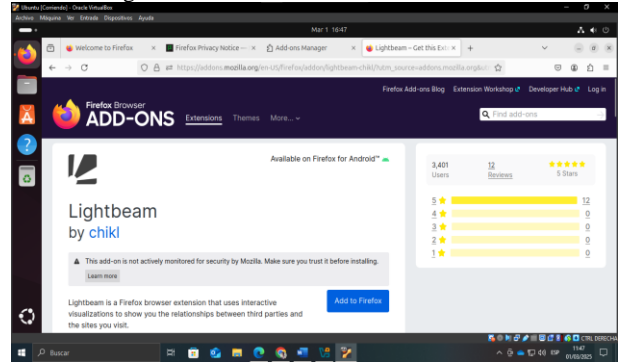 Ubuntu [Corriendo] - Oracle VirtualBox
Archivo Máquina Ver Entrada Dispositivos Ayuda
Mar 1 16:47
Welcome to Firefox
Firefox Privacy Notice —
Add-ons Manager
Lightbeam – Get this Exte
https://addons.mozilla.org/en-US/firefox/addon/lightbeam-chikl/?utm_source=addons.mozilla.org&u
Firefox Add-ons Blog Extension Workshop Developer Hub Log in
Firefox Browser
ADD-ONS Extensions Themes More...
Find add-ons
Available on Firefox for Android™
3,401 12
Users Reviews 5 Stars
Lightbeam
by chikl
5 12
4 0
3 0
2 0
1 0
This add-on is not actively monitored for security by Mozilla. Make sure you trust it before installing.
Learn more
Lightbeam is a Firefox browser extension that uses interactive
visualizations to show you the relationships between third parties and
the sites you visit.
Add to Firefox
CTRL DERECHA
Buscar
ESP
11:47
01/03/2025